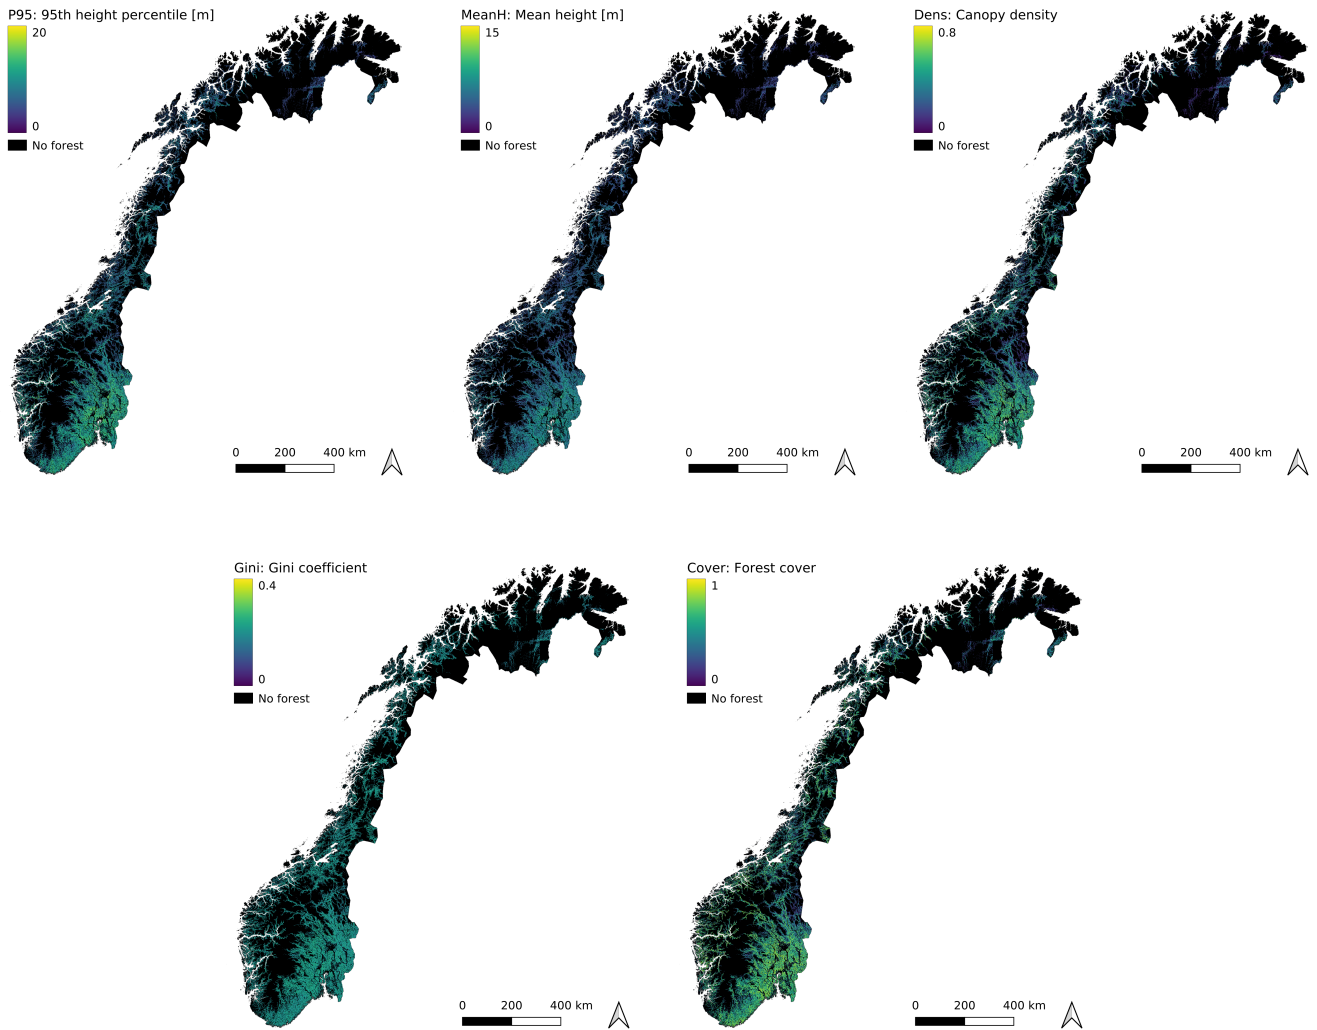 P95: 95th height percentile [m]
20
0
No forest
0 200 400 km
MeanH: Mean height [m]
15
0
No forest
0 200 400 km
Dens: Canopy density
0.8
0
No forest
0 200 400 km
Gini: Gini coefficient
0.4
0
No forest
0 200 400 km
Cover: Forest cover
1
0
No forest
0 200 400 km